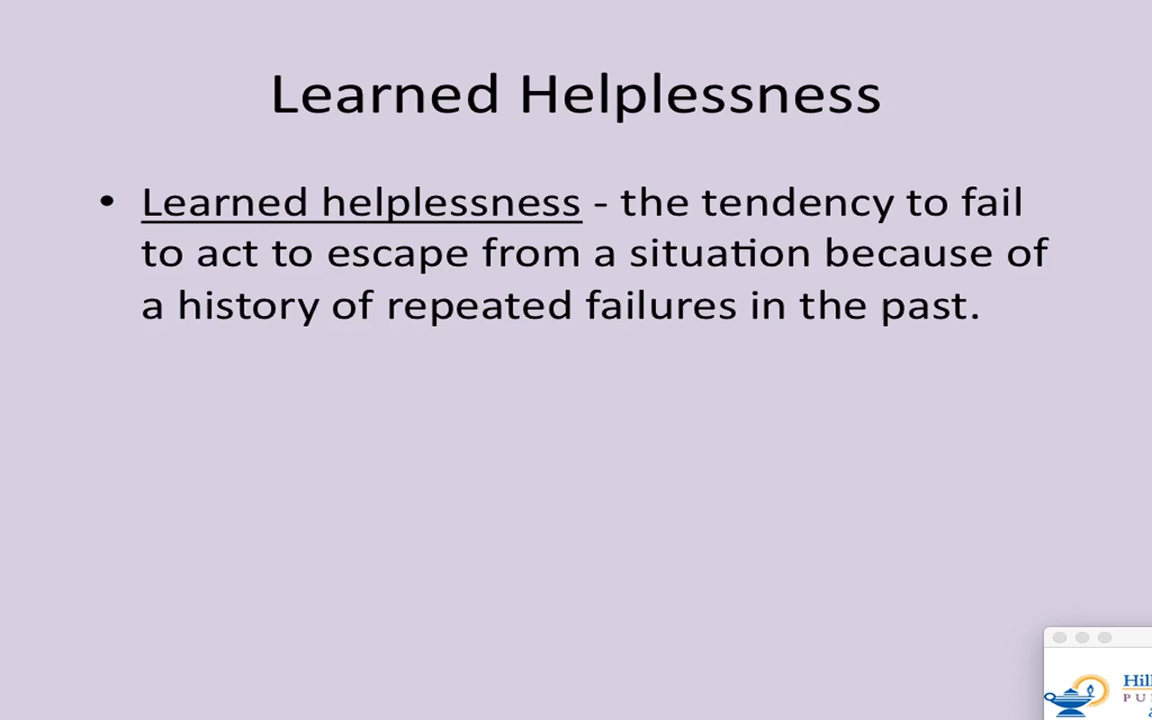 Learned Helplessness
• Learned helplessness - the tendency to fail
to act to escape from a situation because of
a history of repeated failures in the past.